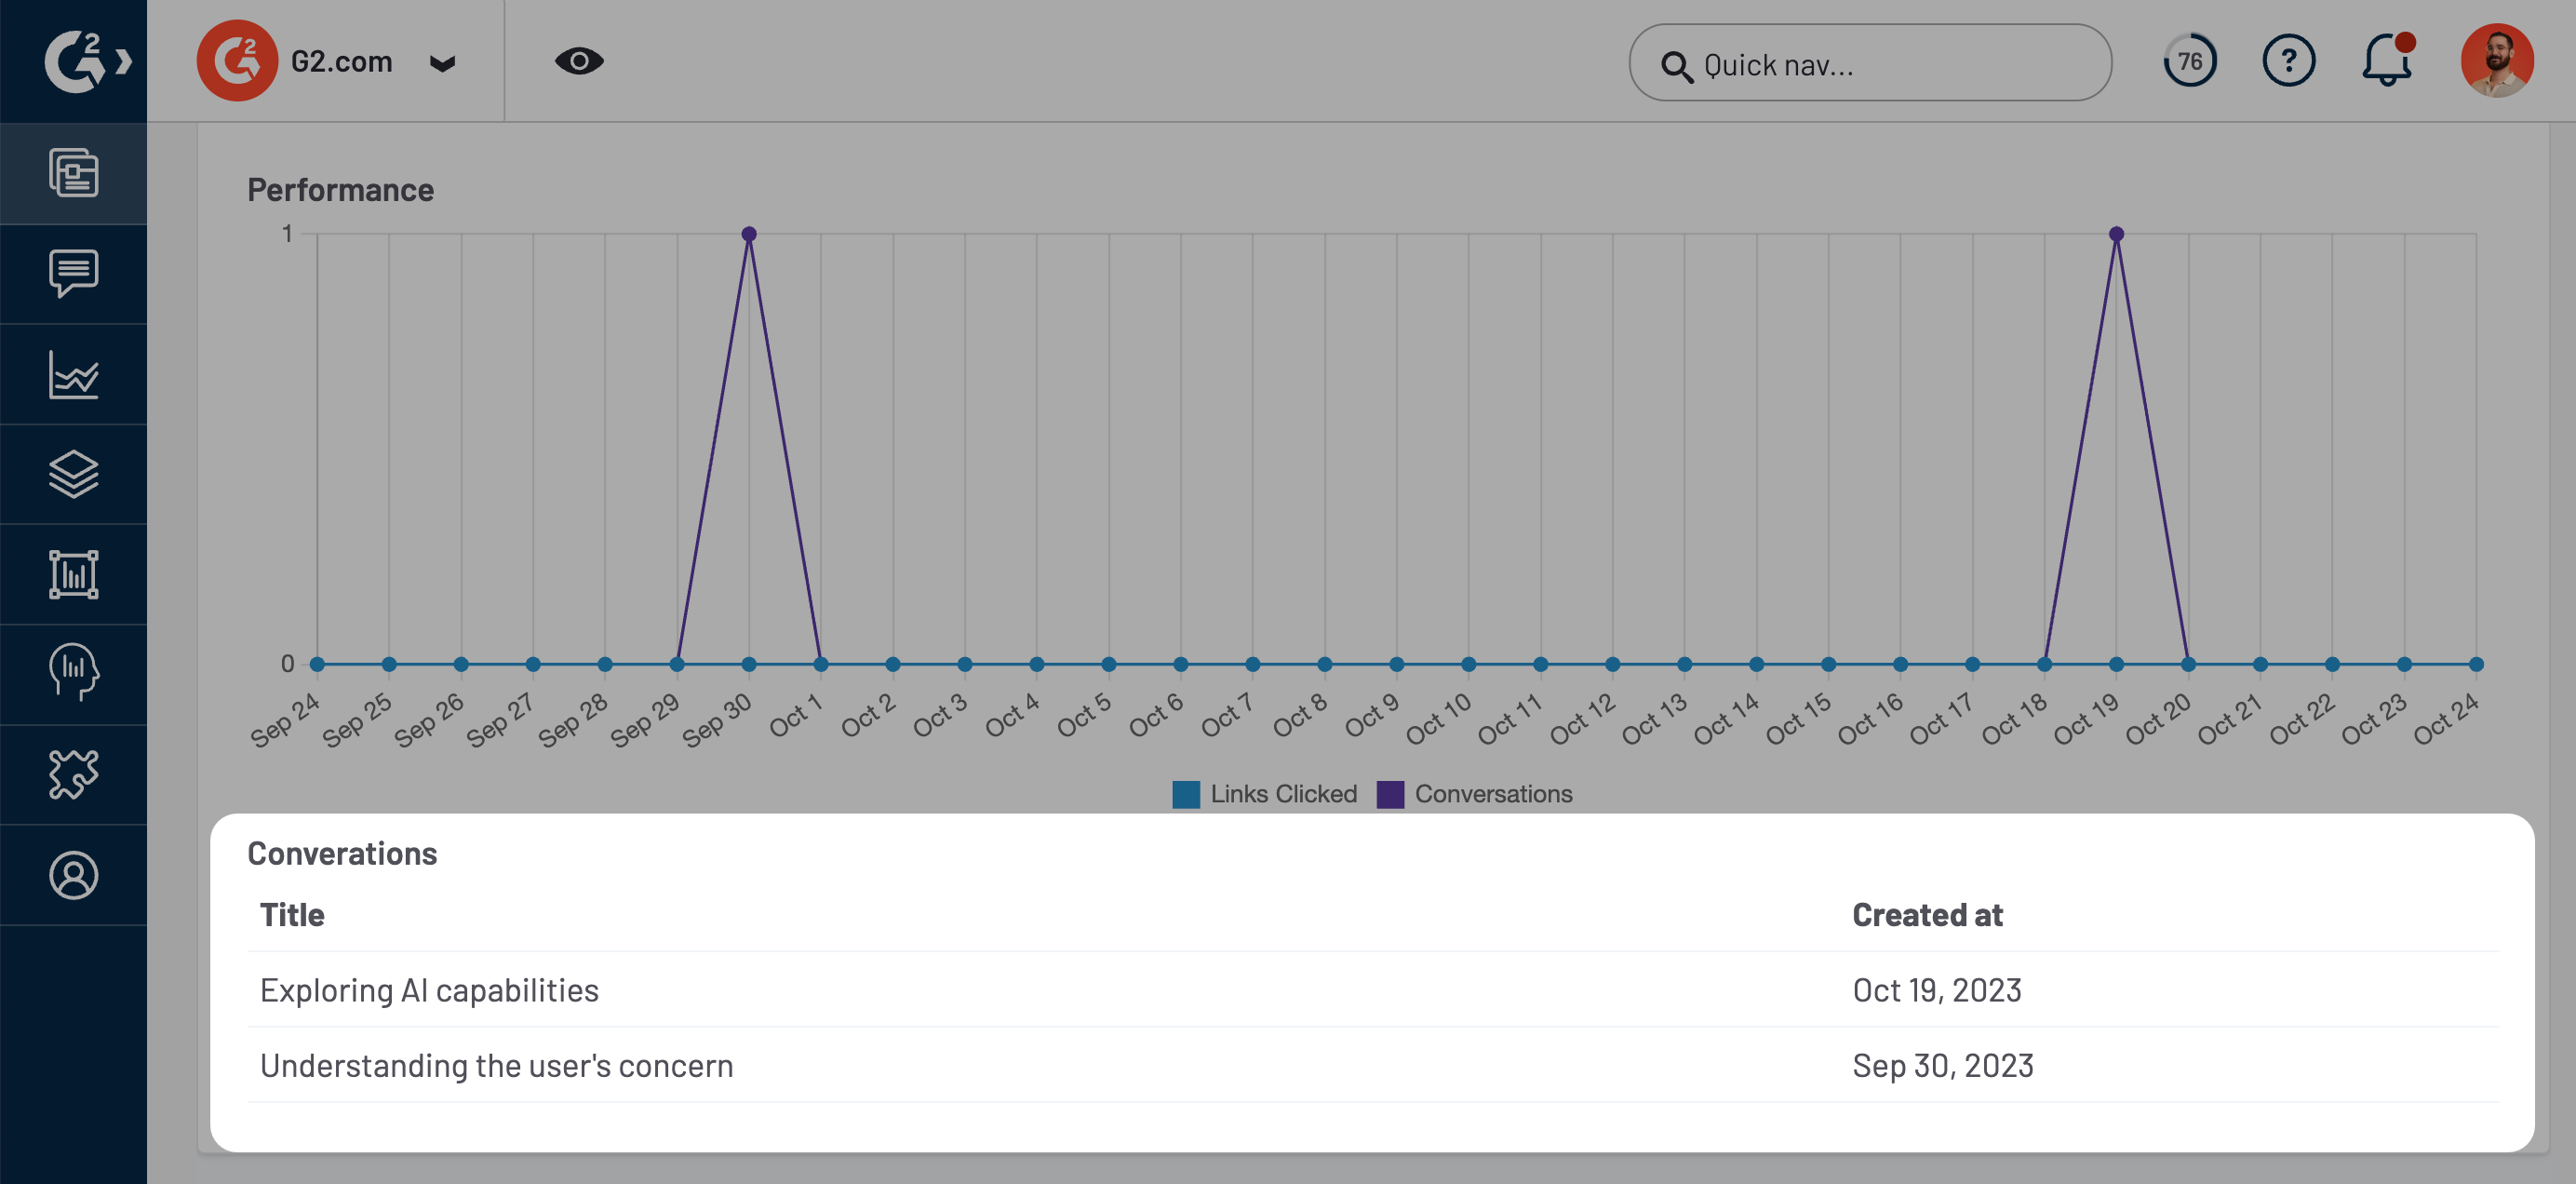 G2 G2.com Quick nav... 76 ?
Performance
1
0
Sep 24 Sep 25 Sep 26 Sep 27 Sep 28 Sep 29 Sep 30 Oct 1 Oct 2 Oct 3 Oct 4 Oct 5 Oct 6 Oct 7 Oct 8 Oct 9 Oct 10 Oct 11 Oct 12 Oct 13 Oct 14 Oct 15 Oct 16 Oct 17 Oct 18 Oct 19 Oct 20 Oct 21 Oct 22 Oct 23 Oct 24
Links Clicked Conversations
Converations
Title Created at
Exploring AI capabilities Oct 19, 2023
Understanding the user's concern Sep 30, 2023